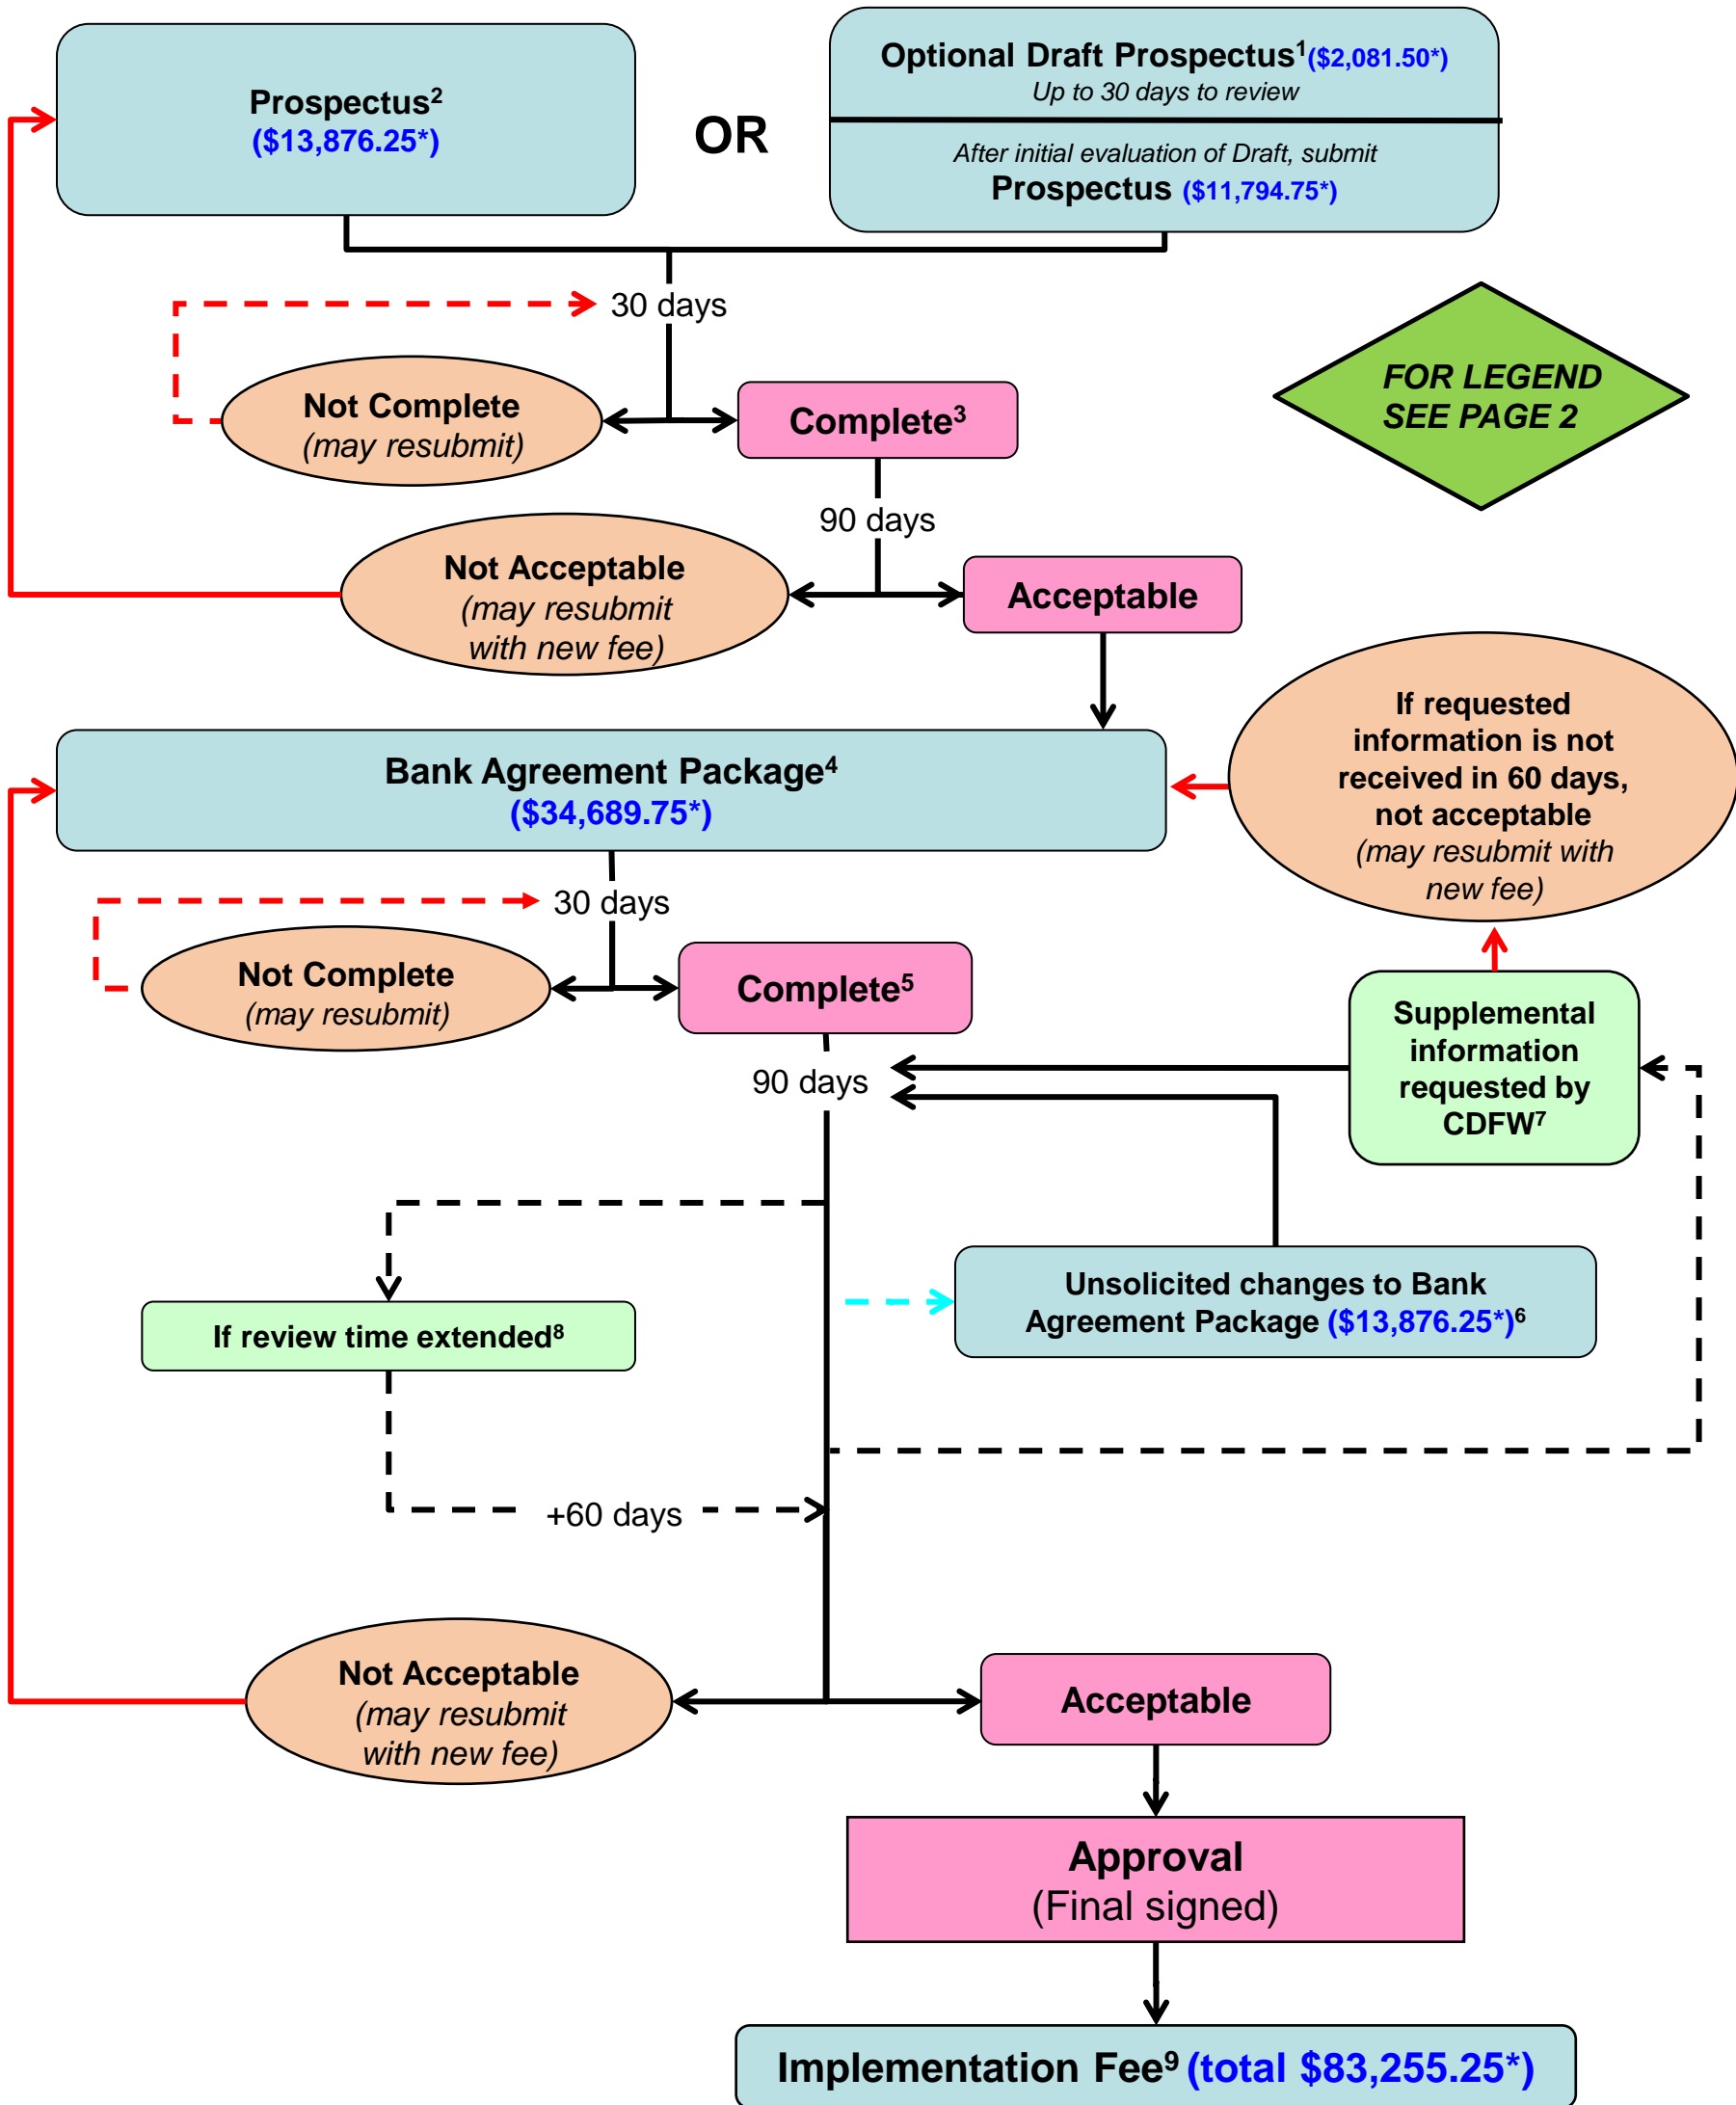 Prospectus²
($13,876.25*)
OR
Optional Draft Prospectus¹($2,081.50*)
Up to 30 days to review
After initial evaluation of Draft, submit
Prospectus ($11,794.75*)
30 days
Not Complete
(may resubmit)
Complete³
FOR LEGEND
SEE PAGE 2
90 days
Not Acceptable
(may resubmit
with new fee)
Acceptable
If requested
information is not
received in 60 days,
not acceptable
(may resubmit with
new fee)
Bank Agreement Package⁴
($34,689.75*)
30 days
Not Complete
(may resubmit)
Complete⁵
Supplemental
information
requested by
CDFW⁷
90 days
Unsolicited changes to Bank
Agreement Package ($13,876.25*)⁶
If review time extended⁸
+60 days
Not Acceptable
(may resubmit
with new fee)
Acceptable
Approval
(Final signed)
Implementation Fee⁹ (total $83,255.25*)